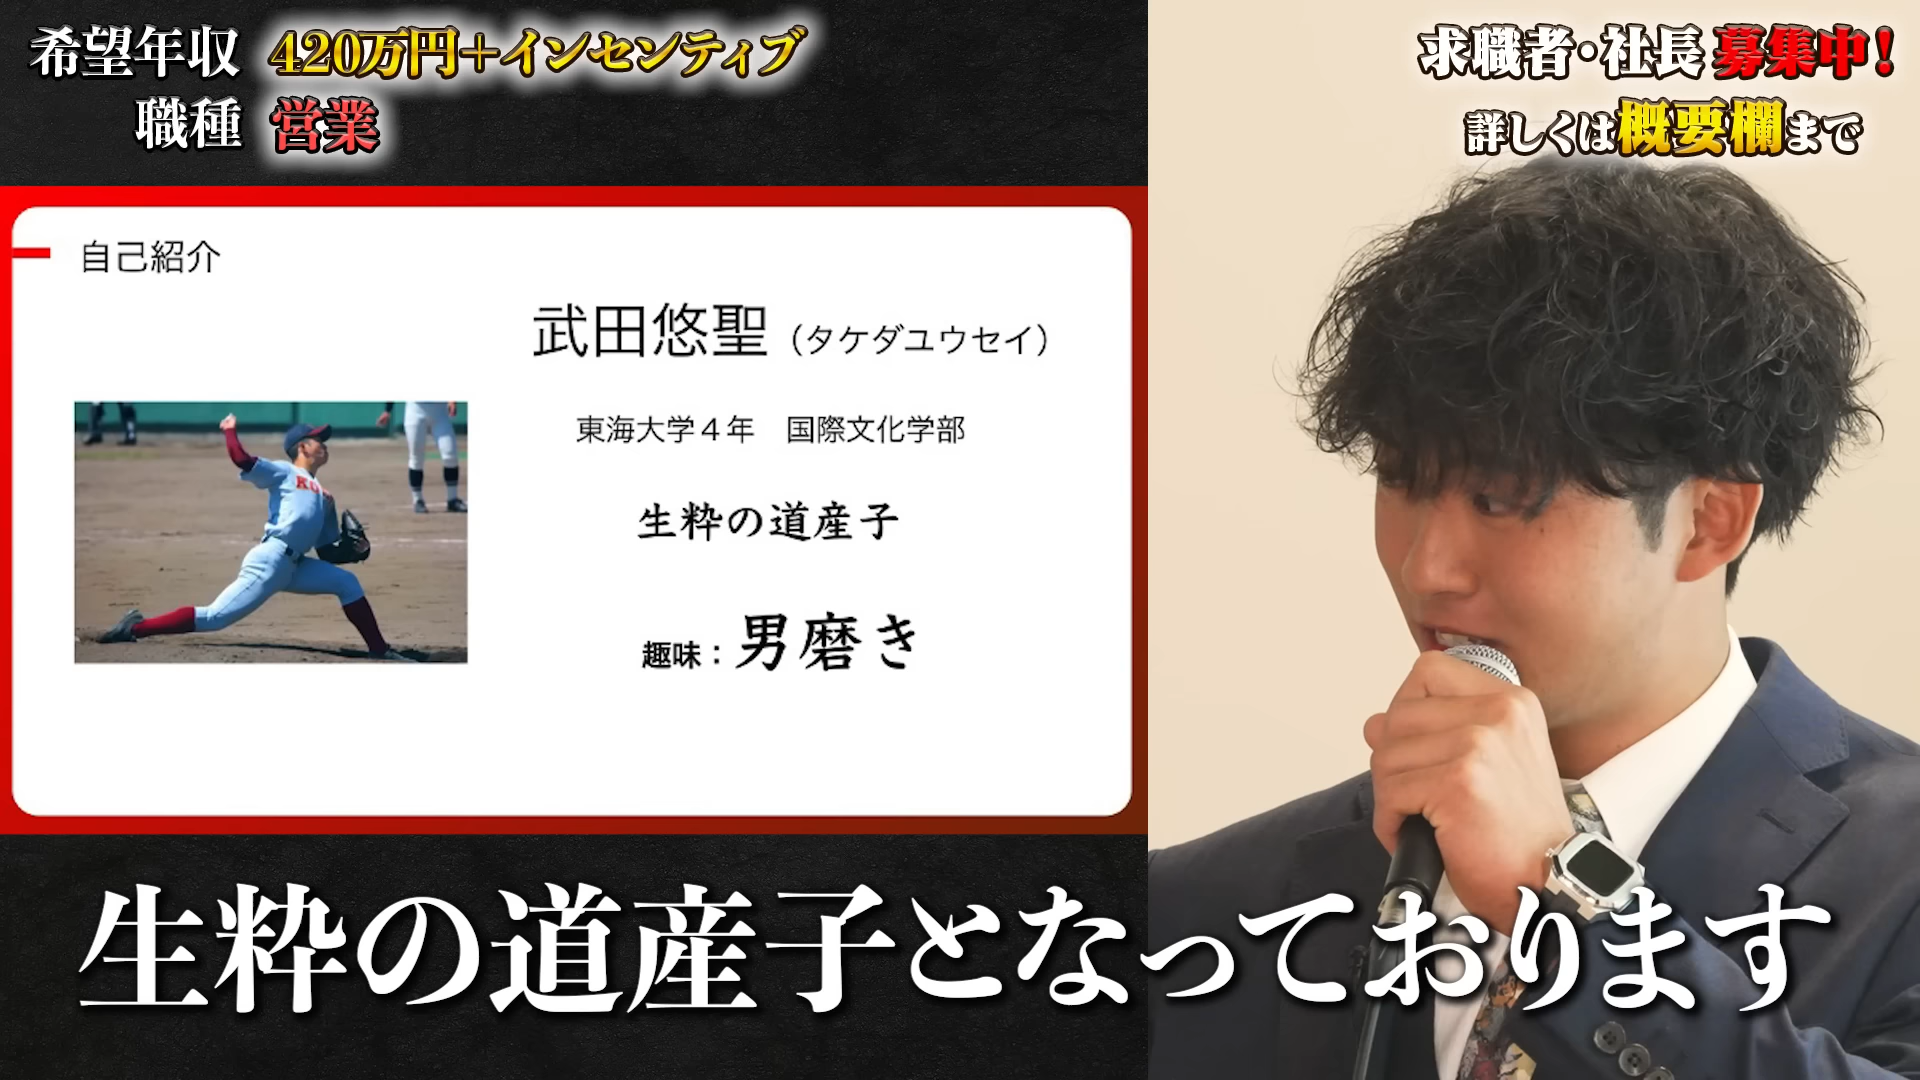 希望年収 420万円+インセンティブ
職種 営業
求職者・社長 募集中!
詳しくは概要欄まで
自己紹介
武田悠聖（タケダユウセイ）
東海大学４年　国際文化学部
生粋の道産子
趣味：男磨き
生粋の道産子となっております